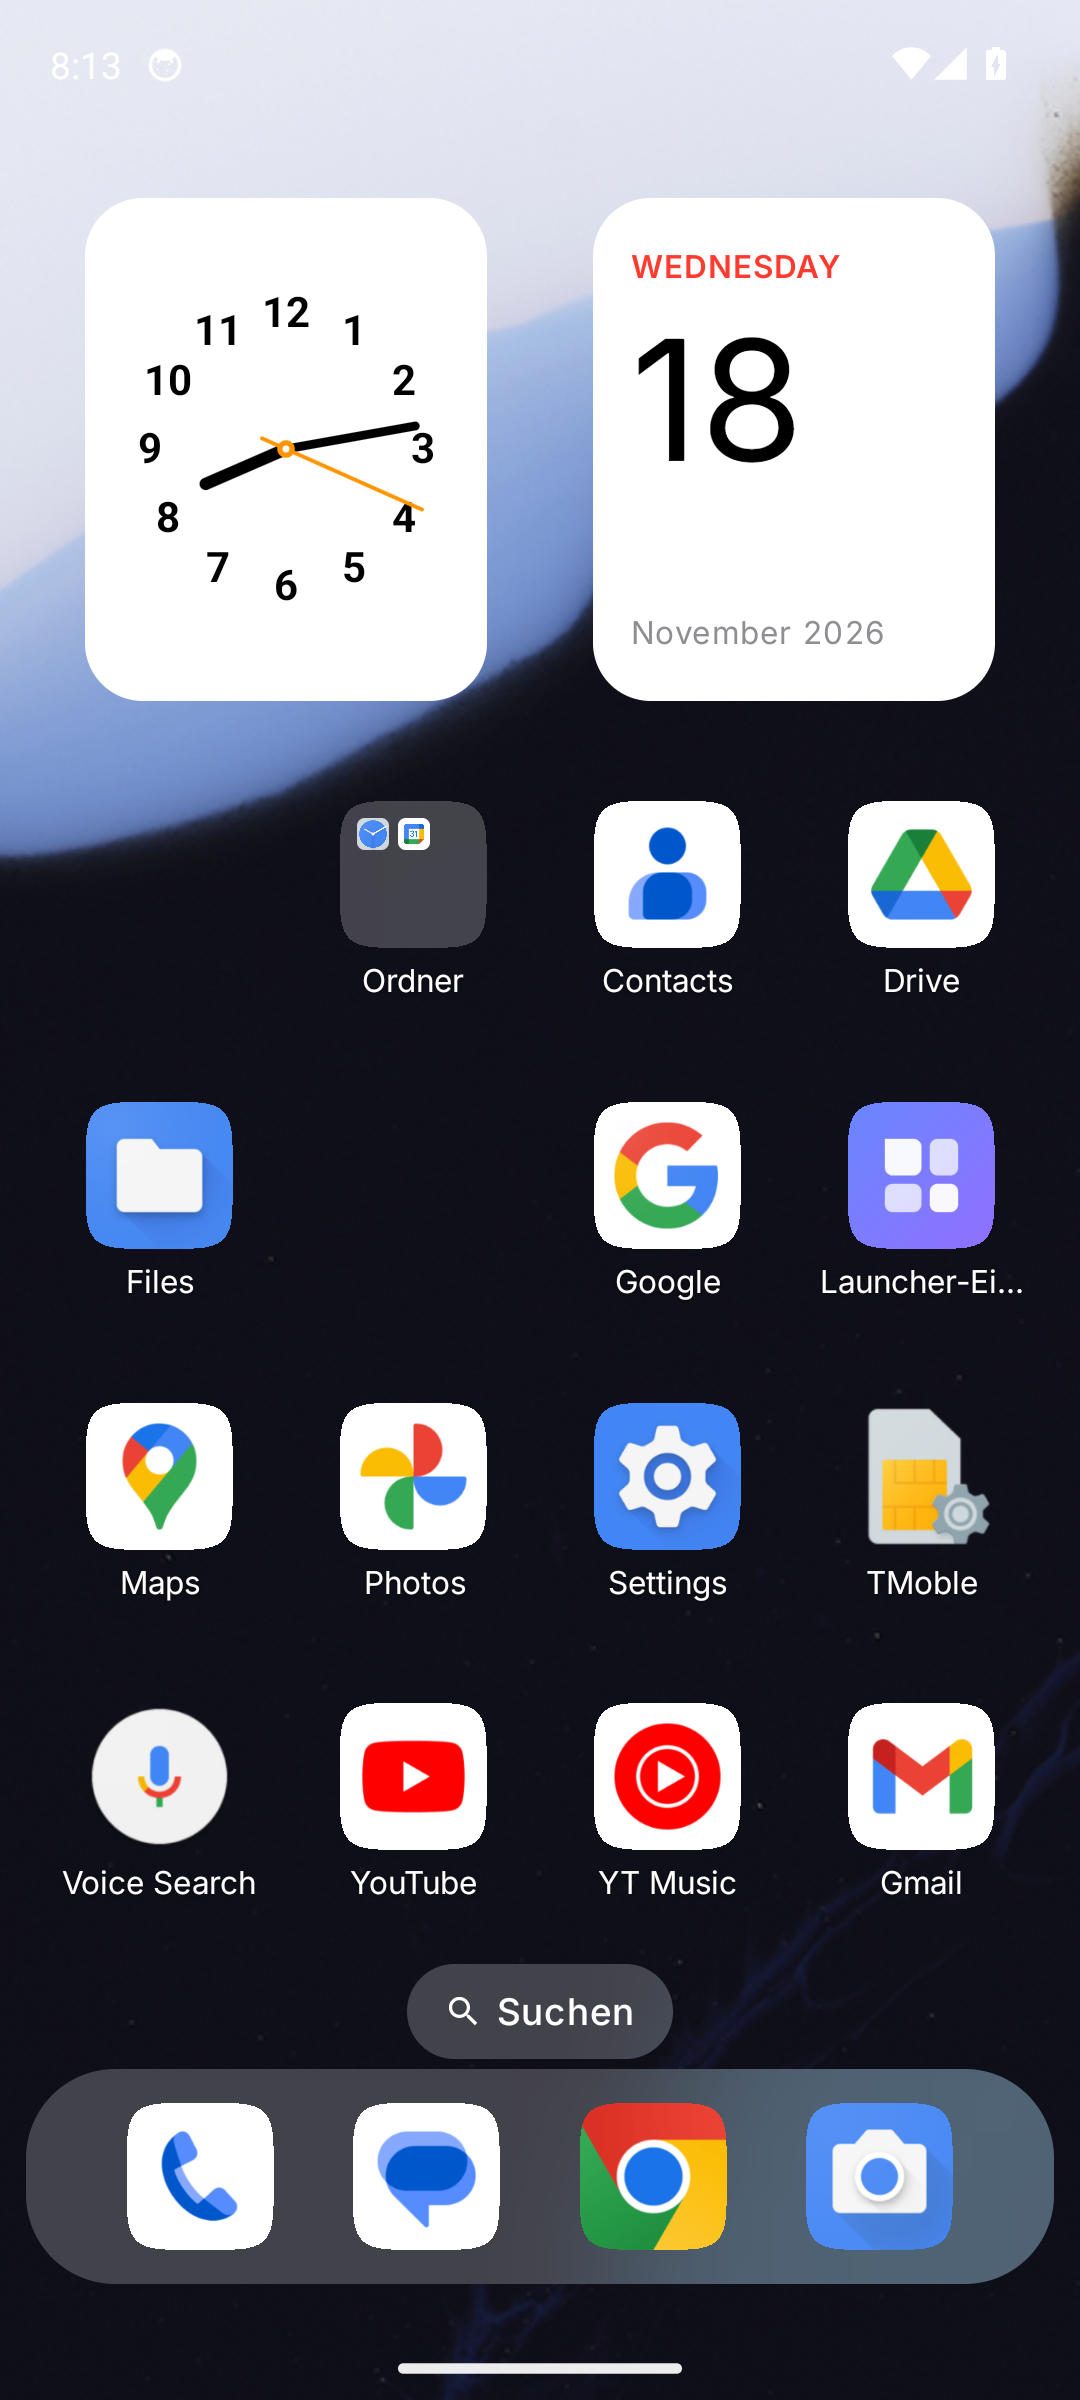 8:13
12
11
1
10
2
9
3
8
4
7
5
6
WEDNESDAY
18
November 2026
31
Ordner
Contacts
Drive
Files
Google
Launcher-Ei...
Maps
Photos
Settings
TMoble
Voice Search
YouTube
YT Music
Gmail
Suchen